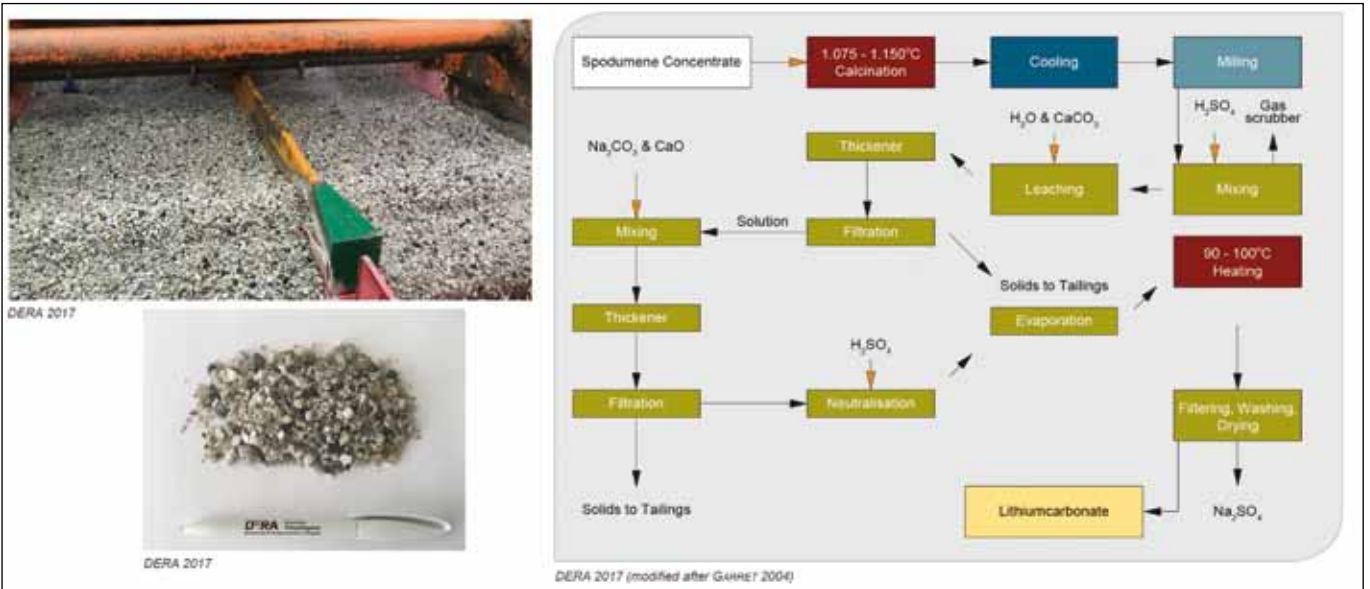 DERA 2017
DERA
DERA 2017
Spodumene Concentrate
1.075 - 1.150°C
Calcination
Cooling
Milling
H₂SO₄
Gas
scrubber
H₂O & CaCO₃
Mixing
Leaching
Thickener
Filtration
Solution
Solids to Tailings
Na₂CO₃ & CaO
Mixing
Thickener
Filtration
Solids to Tailings
H₂SO₄
Neutralisation
Evaporation
90 - 100°C
Heating
Filtering, Washing,
Drying
Na₂SO₄
Lithiumcarbonate
DERA 2017 (modified after GARRET 2004)